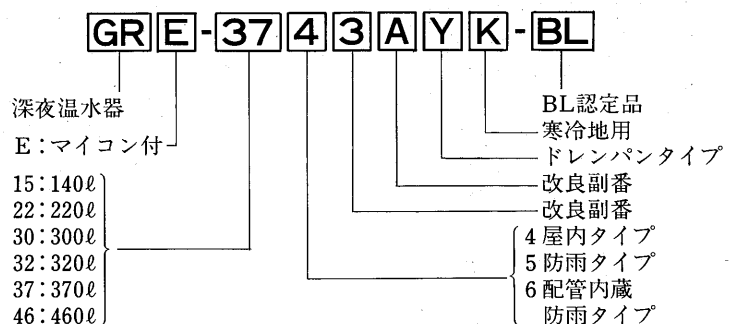 GRE-3743AYK-BL
深夜温水器
E:マイコン付
15:140ℓ
22:220ℓ
30:300ℓ
32:320ℓ
37:370ℓ
46:460ℓ
BL認定品
寒冷地用
ドレンパンタイプ
改良副番
改良副番
4 屋内タイプ
5 防雨タイプ
6 配管内蔵
防雨タイプ